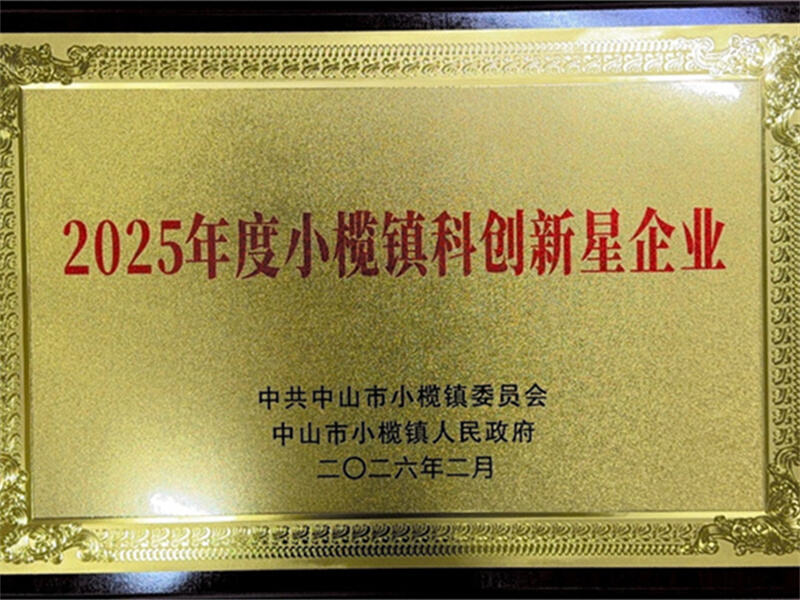 2025年度小榄镇科创新星企业
中共中山市小榄镇委员会
中山市小榄镇人民政府
二〇二六年二月